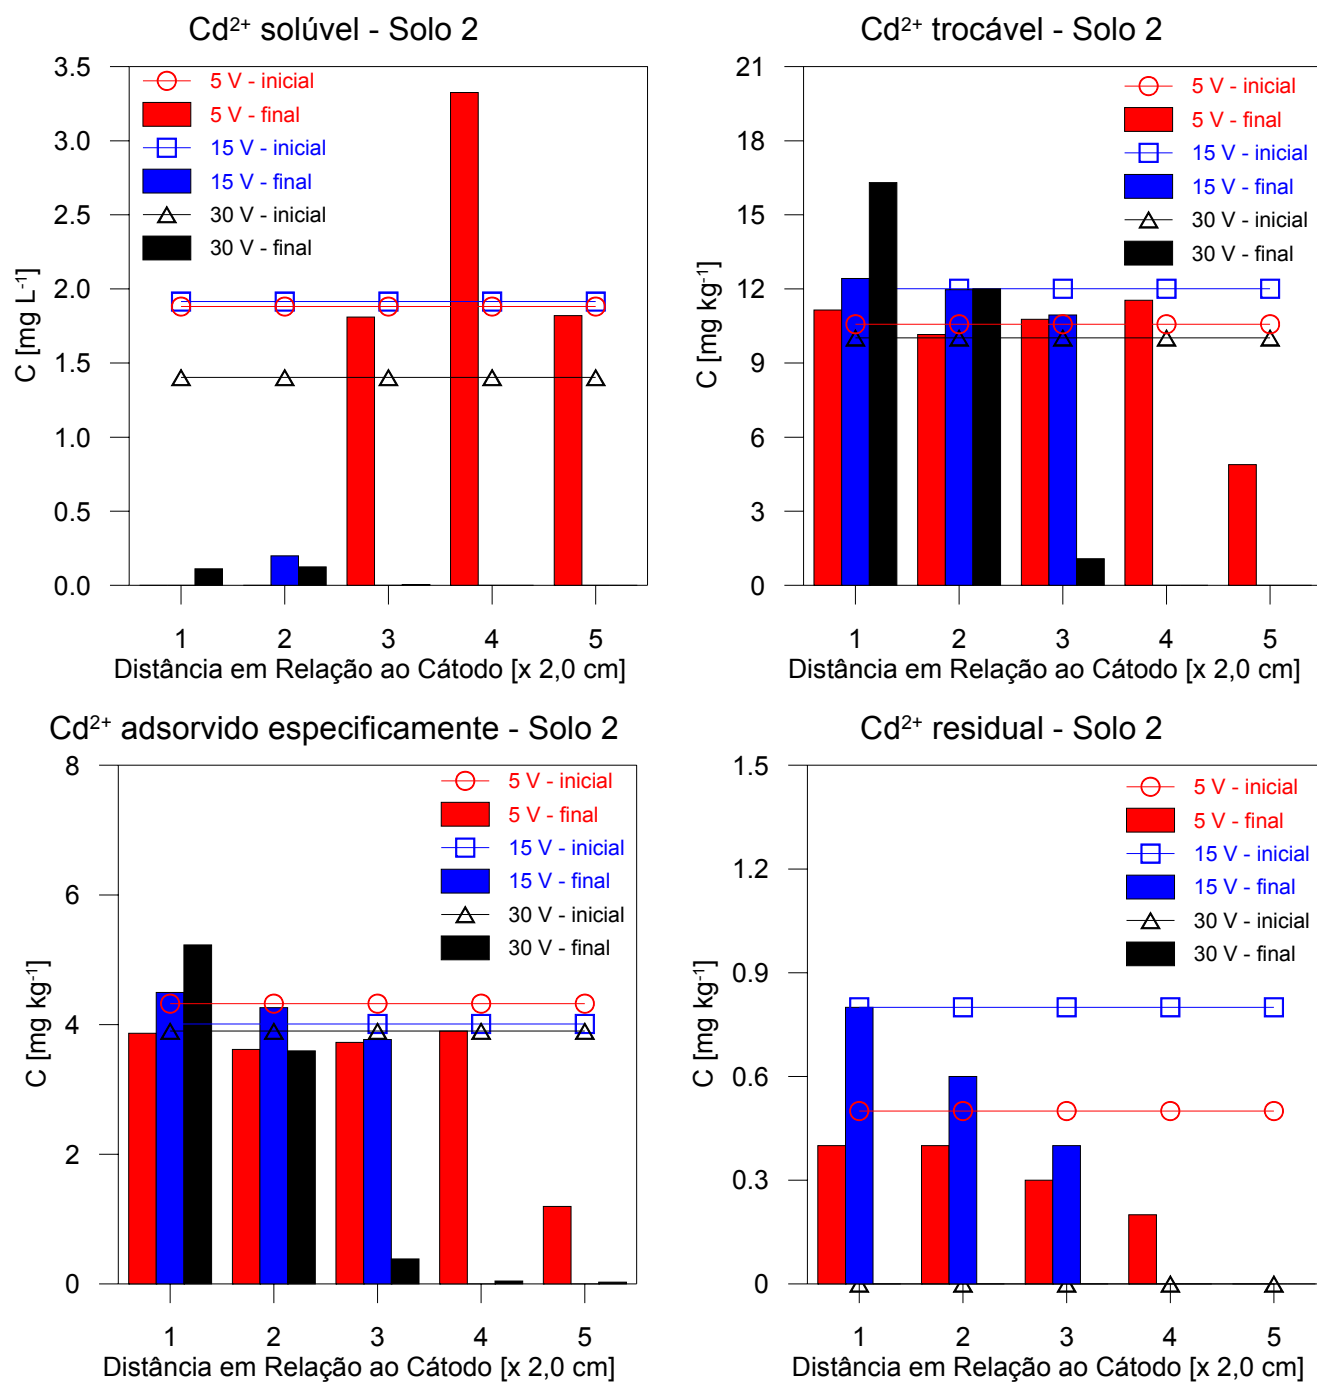 Cd²⁺ solúvel - Solo 2
3.5
3.0
2.5
2.0
1.5
1.0
0.5
0.0
C [mg L⁻¹]
5 V - inicial
5 V - final
15 V - inicial
15 V - final
30 V - inicial
30 V - final
1 2 3 4 5
Distância em Relação ao Cátodo [x 2,0 cm]
Cd²⁺ trocável - Solo 2
21
18
15
12
9
6
3
0
C [mg kg⁻¹]
5 V - inicial
5 V - final
15 V - inicial
15 V - final
30 V - inicial
30 V - final
1 2 3 4 5
Distância em Relação ao Cátodo [x 2,0 cm]
Cd²⁺ adsorvido especificamente - Solo 2
8
6
4
2
0
C [mg kg⁻¹]
5 V - inicial
5 V - final
15 V - inicial
15 V - final
30 V - inicial
30 V - final
1 2 3 4 5
Distância em Relação ao Cátodo [x 2,0 cm]
Cd²⁺ residual - Solo 2
1.5
1.2
0.9
0.6
0.3
0
C [mg kg⁻¹]
5 V - inicial
5 V - final
15 V - inicial
15 V - final
30 V - inicial
30 V - final
1 2 3 4 5
Distância em Relação ao Cátodo [x 2,0 cm]